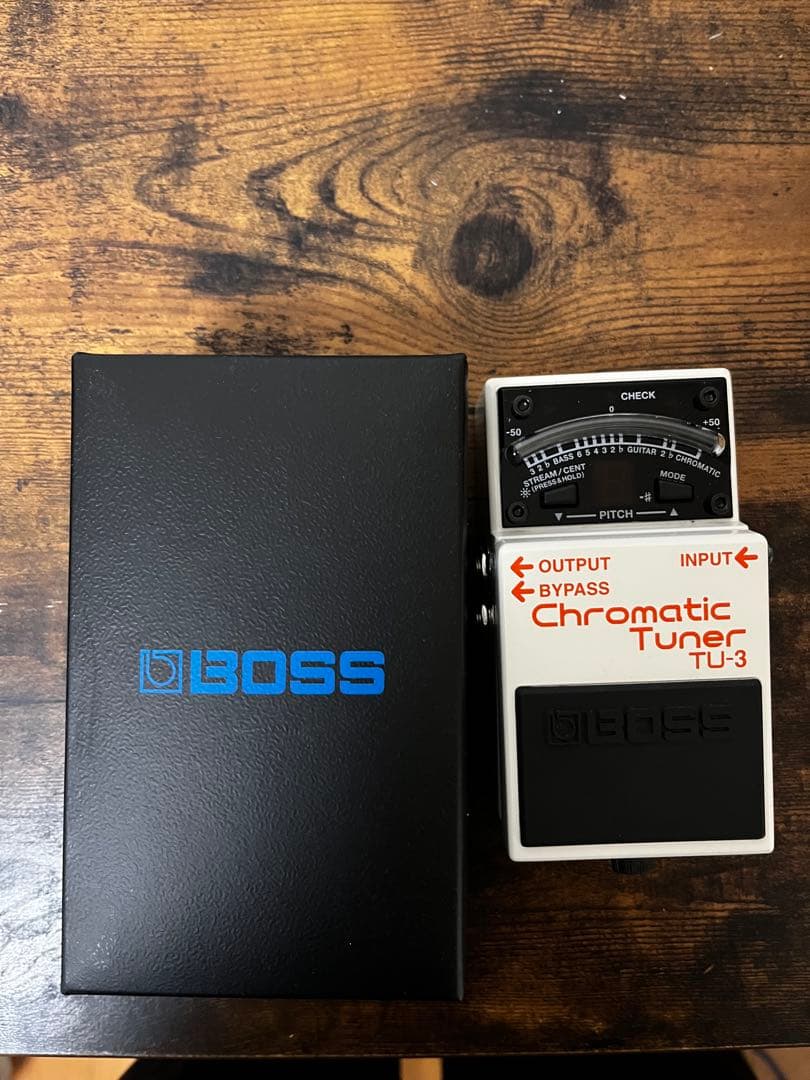 BOSS
CHECK
-50 0 +50
3 2 ♭ BASS 6 5 4 3 2 ♭ GUITAR 2 ♭ CHROMATIC
STREAM/CENT
(PRESS & HOLD)
MODE
-#
▼ PITCH ▲
← OUTPUT
INPUT ←
← BYPASS
Chromatic
Tuner
TU-3
BOSS